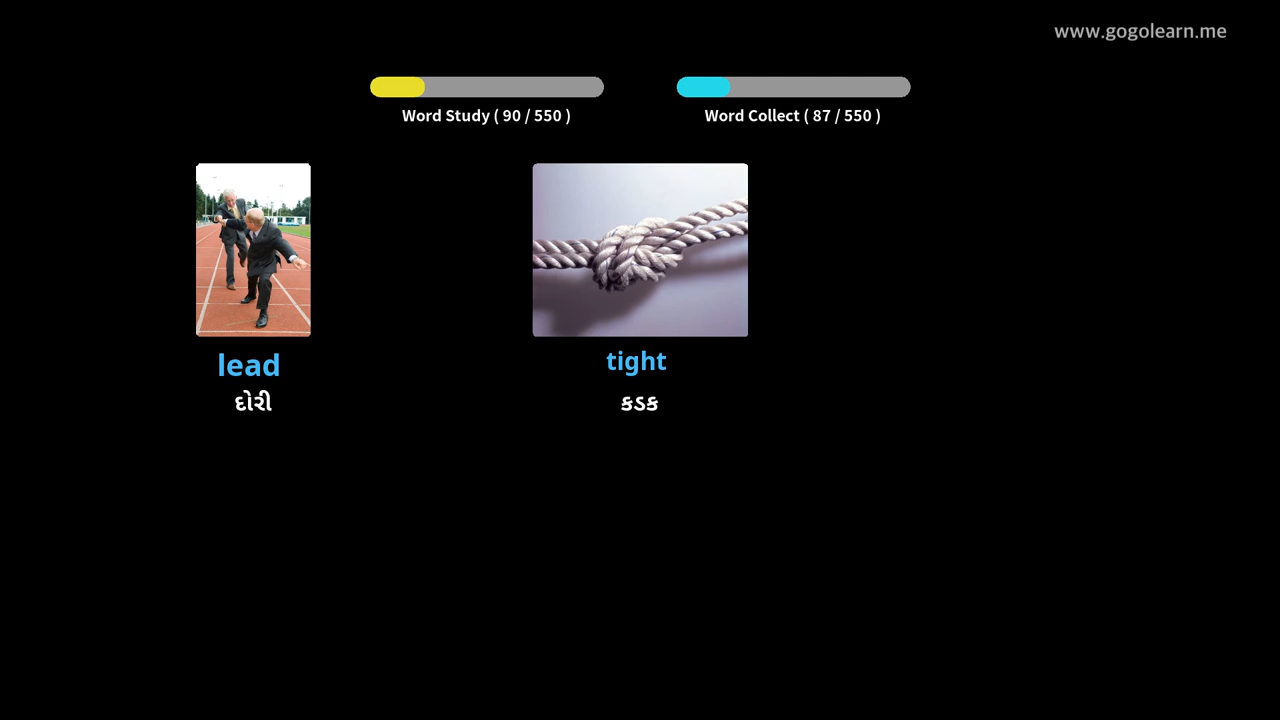 www.gogolearn.me
Word Study ( 90 / 550 )
Word Collect ( 87 / 550 )
lead
દોરી
tight
કડક